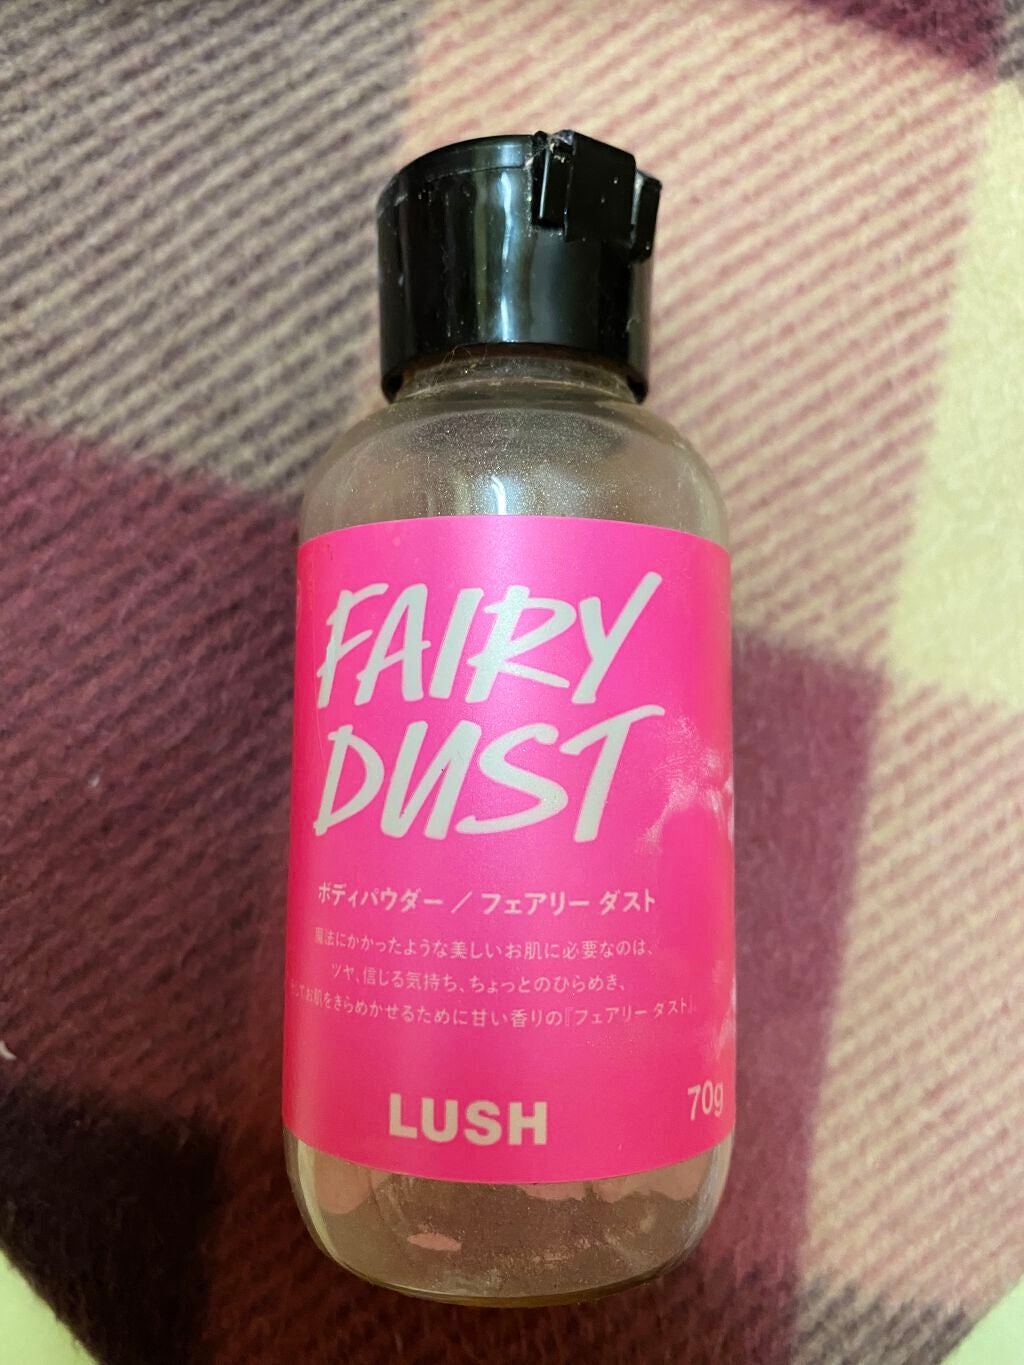 FAIRY
DUST
ボディパウダー／フェアリー ダスト
魔法にかかったような美しいお肌に必要なのは、
ツヤ、信じる気持ち、ちょっとのひらめき、
してお肌をきらめかせるために甘い香りの『フェアリー ダスト』。
LUSH
70g